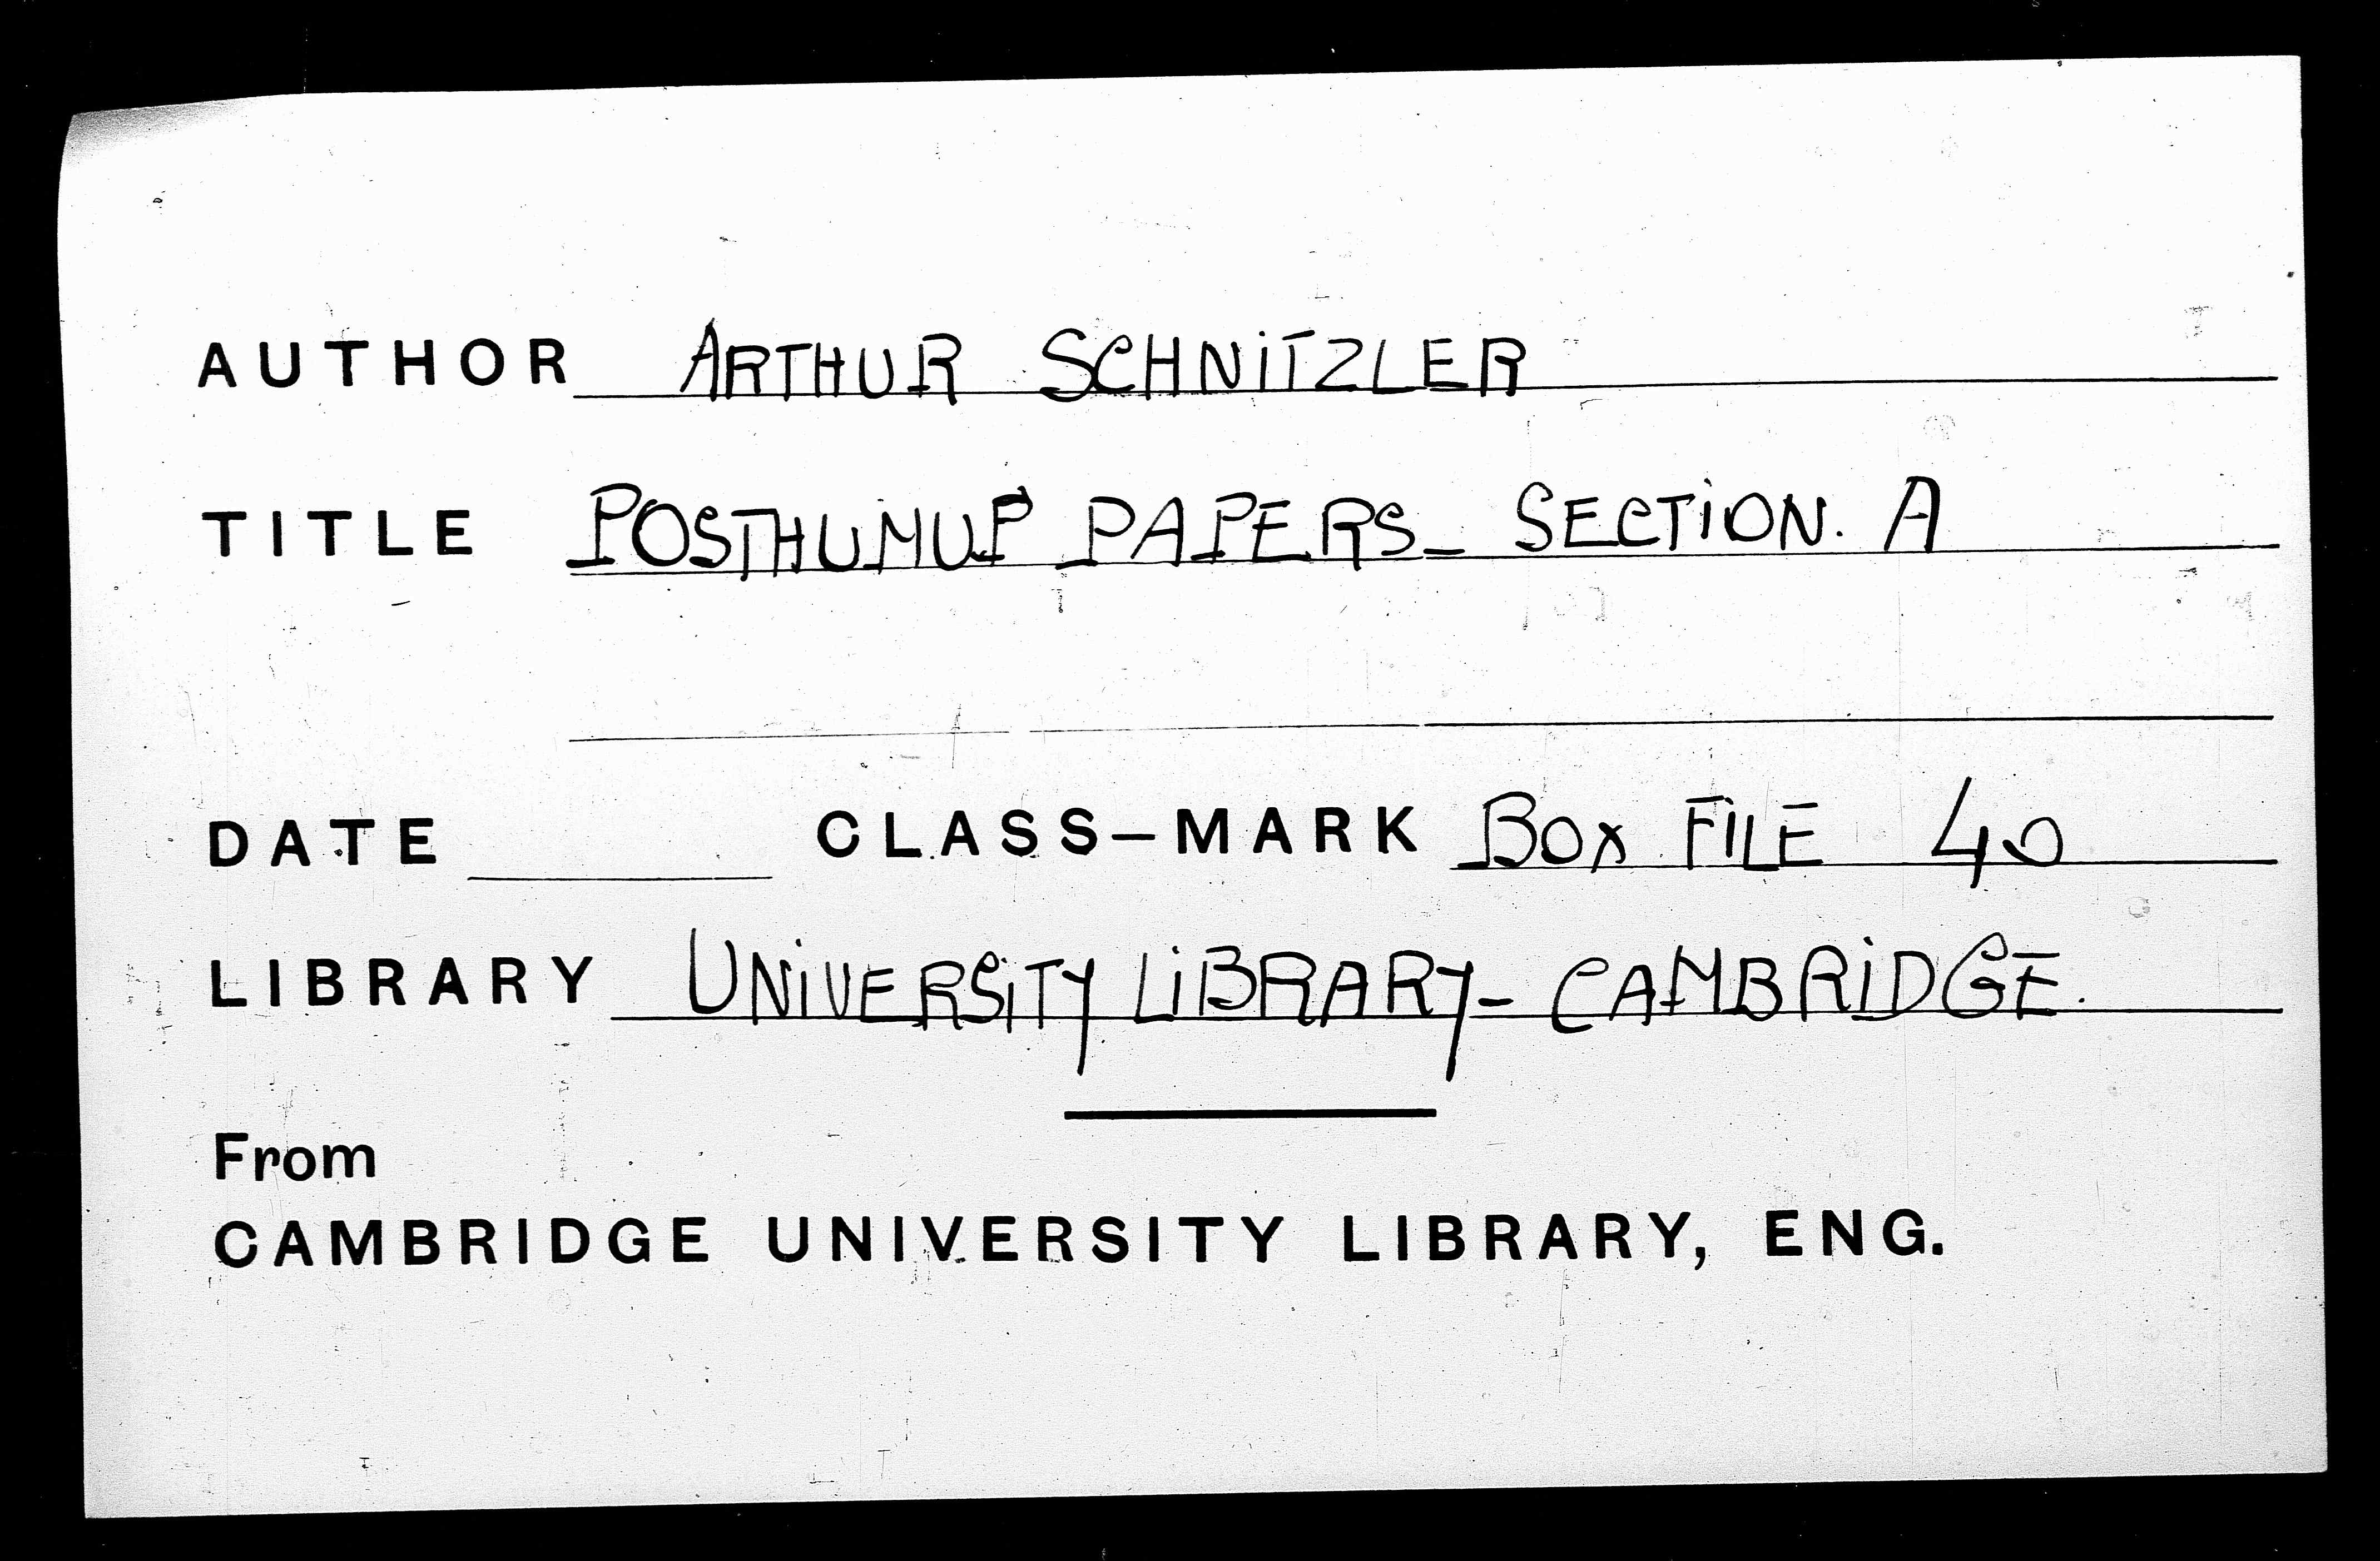 AUTHOR ARTHUR SCHNITZLER
TITLE POSTHUMUP PAPERS_ SECTION. A
DATE CLASS-MARK BOX FILE 40
LIBRARY UNIVERSITY LIBRARY- CAMBRIDGE.
From
CAMBRIDGE UNIVERSITY LIBRARY, ENG.